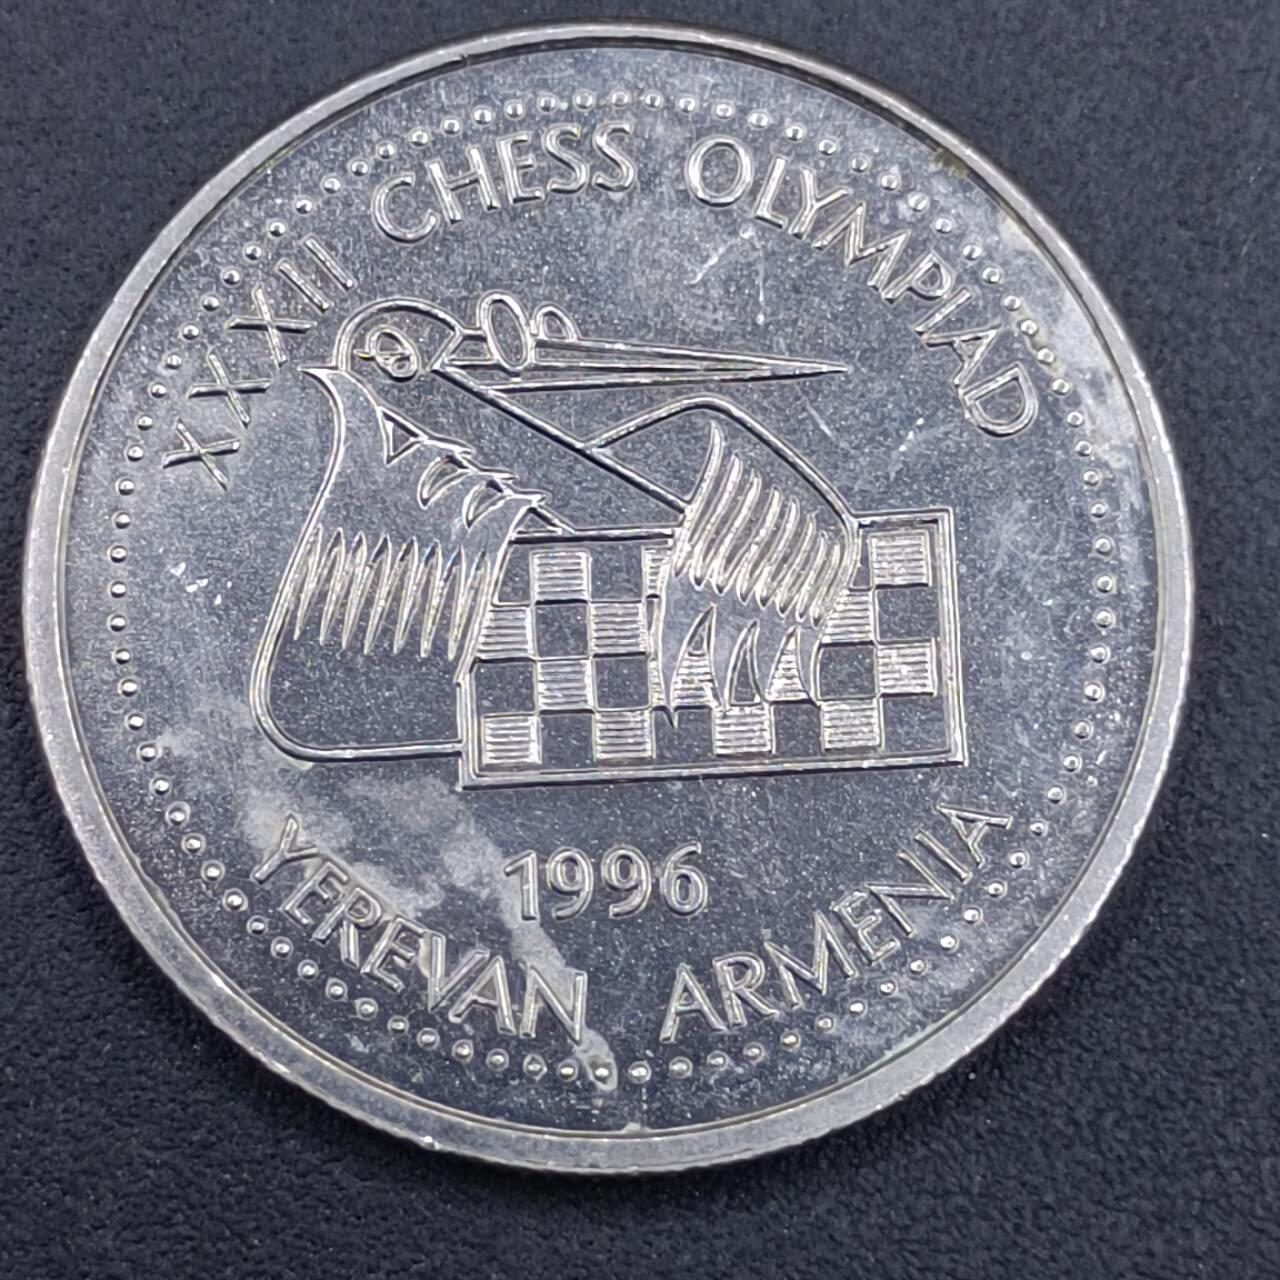 XXXII CHESS OLYMPIAD
1996
YEREVAN ARMENIA